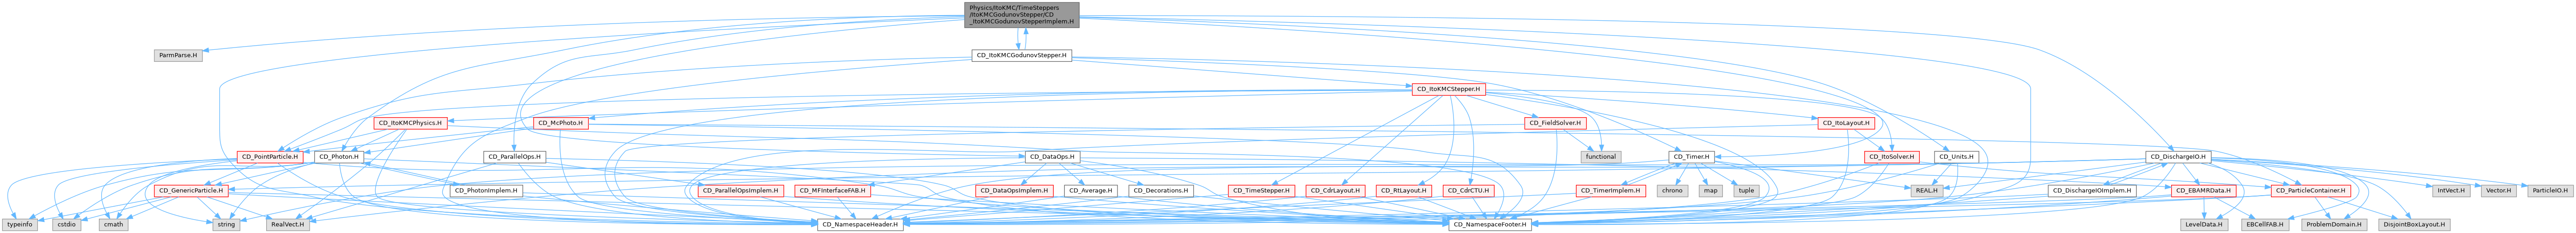 Physics/ItoKMC/TimeSteppers
/ItoKMCGodunovStepper/CD
_ItoKMCGodunovStepperImplem.H
ParmParse.H
CD_ItoKMCGodunovStepper.H
CD_ItoKMCStepper.H
CD_ItoKMCPhysics.H
CD_McPhoto.H
CD_FieldSolver.H
CD_ItoLayout.H
CD_PointParticle.H
CD_Photon.H
CD_ParallelOps.H
CD_DataOps.H
functional
CD_Timer.H
CD_ItoSolver.H
CD_Units.H
CD_DischargeIO.H
CD_GenericParticle.H
CD_PhotonImplem.H
CD_ParallelOpsImplem.H
CD_MFInterfaceFAB.H
CD_DataOpsImplem.H
CD_Average.H
CD_Decorations.H
CD_TimeStepper.H
CD_CdrLayout.H
CD_RtLayout.H
CD_CdrCTU.H
CD_TimerImplem.H
chrono
map
tuple
REAL.H
CD_DischargeIOImplem.H
CD_EBAMRData.H
CD_ParticleContainer.H
IntVect.H
Vector.H
ParticleIO.H
typeinfo
cstdio
cmath
string
RealVect.H
CD_NamespaceHeader.H
CD_NamespaceFooter.H
LevelData.H
EBCellFAB.H
ProblemDomain.H
DisjointBoxLayout.H